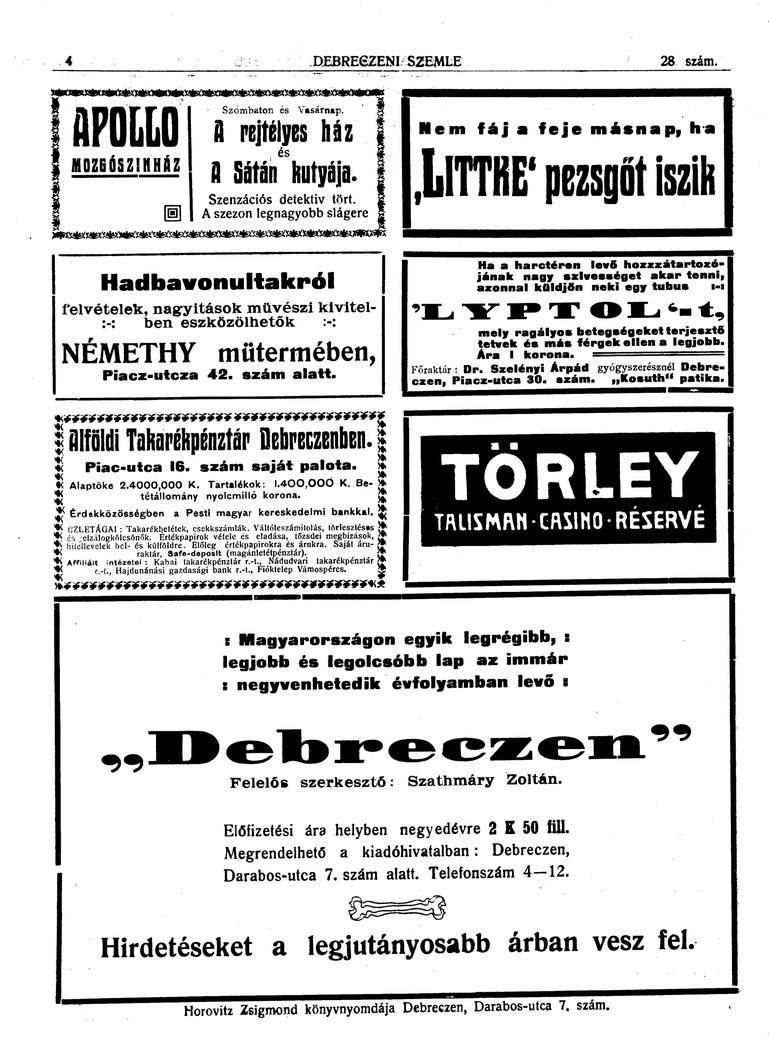 4 DEBRECZENI SZEMLE 28 szám.
APOLLO
MOZGÓSZINHÁZ
Szombaton és Vasárnap.
A rejtélyes ház
és
A Sátán kutyája.
Szenzációs detektiv tört.
A szezon legnagyobb slágere
Nem fáj a feje másnap, ha
„LITTKE" pezsgőt iszik
Hadbavonultakról
felvételek, nagyitások müvészi kivitel-
:-: ben eszközölhetők :-:
NÉMETHY mütermében,
Piacz-utcza 42. szám alatt.
Ha a harctéren levő hozzzátartozó-
jának nagy szivességet akar tenni,
azonnal küldjön neki egy tubus :-:
'LYPTOL'-t,
mely ragályos betegségeket terjesztő
tetvek és más férgek ellen a legjobb.
Ára 1 korona.
Főraktár: Dr. Szelényi Árpád gyógyszerésznél Debre-
czen, Piacz-utca 30. szám. „Kosuth" patika.
Alföldi Takarékpénztár Debreczenben.
Piac-utca 16. szám saját palota.
Alaptőke 2.4000,000 K. Tartalékok: 1.400,000 K. Be-
tétállomány nyolcmilló korona.
Érdekközösségben a Pesti magyar kereskedelmi bankkal.
ÜZLETÁGAI: Takarékbetétek, csekkszámlák. Váltóleszámitolás, törlesztéses
és jelzálogkölcsönök. Értékpapirok vétele és eladása, tőzsdei megbizások,
hitellevelek bel- és külföldre. Előleg értékpapirokra és árukra. Saját áru-
raktár, Safe-deposit (magánletétpénztár).
Affiliált intézetei: Kabai takarékpénztár r.-t., Nádudvari takarékpénztár
r.-t., Hajdunánási gazdasági bank r.-t., Fióktelep Vámospércs.
TÖRLEY
TALISMAN · CASINO · RÉSERVÉ
: Magyarországon egyik legrégibb, :
legjobb és legolcsóbb lap az immár
: negyvenhetedik évfolyamban levő :
„Debreczen"
Felelős szerkesztő: Szathmáry Zoltán.
Előfizetési ára helyben negyedévre 2 K 50 fill.
Megrendelhető a kiadóhivatalban: Debreczen,
Darabos-utca 7. szám alatt. Telefonszám 4—12.
Hirdetéseket a legjutányosabb árban vesz fel.
Horovitz Zsigmond könyvnyomdája Debreczen, Darabos-utca 7. szám.